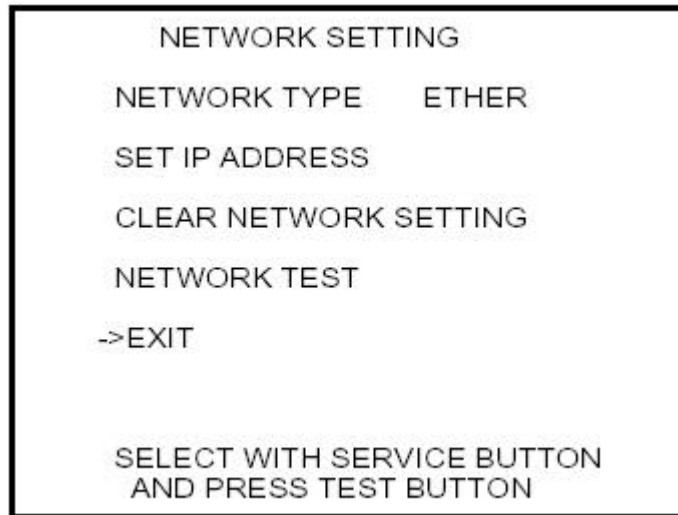 NETWORK SETTING
NETWORK TYPE ETHER
SET IP ADDRESS
CLEAR NETWORK SETTING
NETWORK TEST
->EXIT
SELECT WITH SERVICE BUTTON
AND PRESS TEST BUTTON